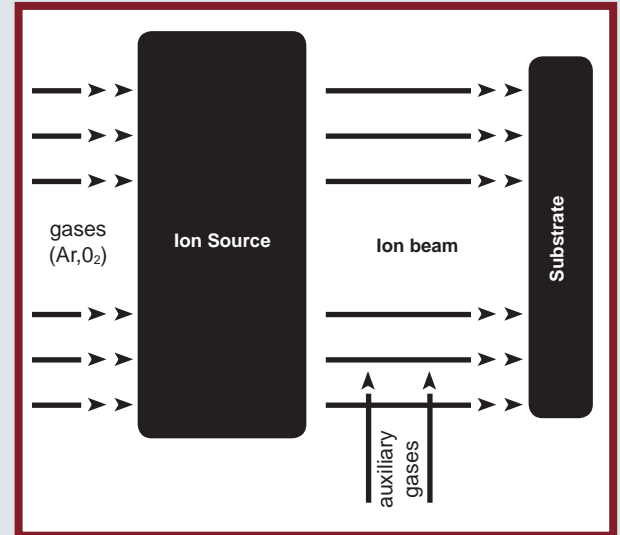 gases
(Ar,0₂)
Ion Source
Ion beam
Substrate
auxiliary
gases